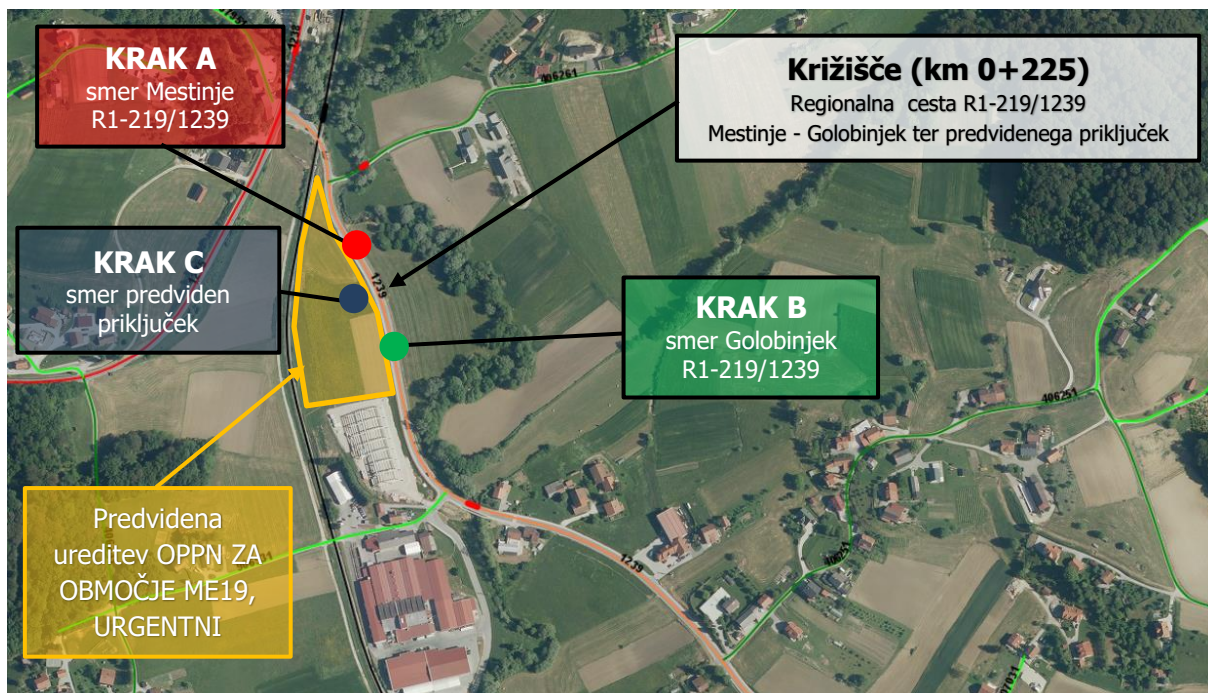 KRAK A
smer Mestinje
R1-219/1239
Križišče (km 0+225)
Regionalna cesta R1-219/1239
Mestinje - Golobinjek ter predvidenega priključek
406261
KRAK C
smer predviden
priključek
1239
KRAK B
smer Golobinjek
R1-219/1239
406251
Predvidena
ureditev OPPN ZA
OBMOČJE ME19,
URGENTNI
1239
406251